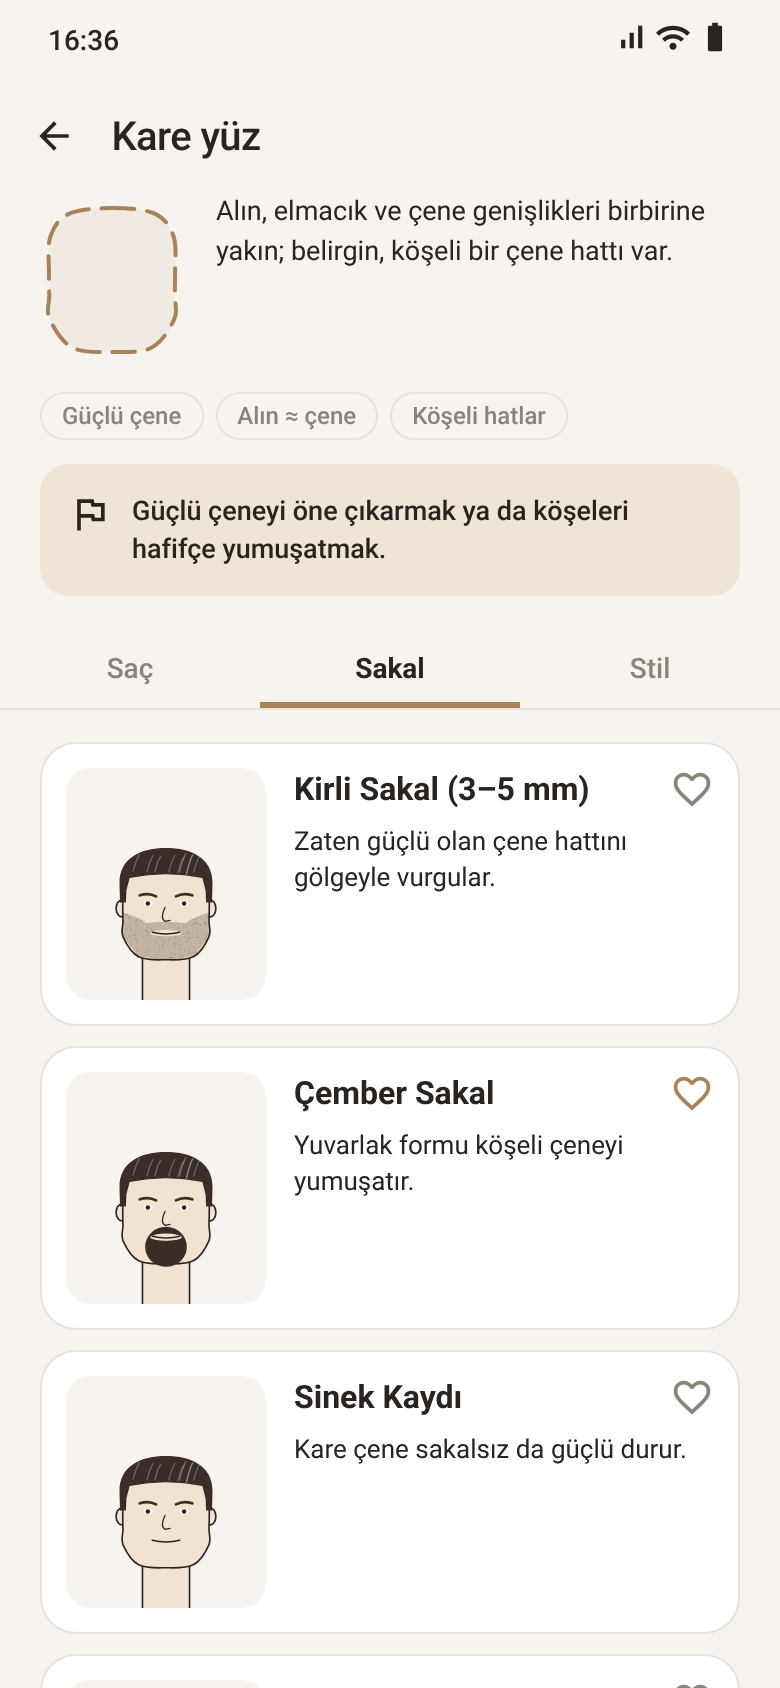 16:36
Kare yüz
Alın, elmacık ve çene genişlikleri birbirine
yakın; belirgin, köşeli bir çene hattı var.
Güçlü çene
Alın ≈ çene
Köşeli hatlar
Güçlü çeneyi öne çıkarmak ya da köşeleri
hafifçe yumuşatmak.
Saç
Sakal
Stil
Kirli Sakal (3–5 mm)
Zaten güçlü olan çene hattını
gölgeyle vurgular.
Çember Sakal
Yuvarlak formu köşeli çeneyi
yumuşatır.
Sinek Kaydı
Kare çene sakalsız da güçlü durur.